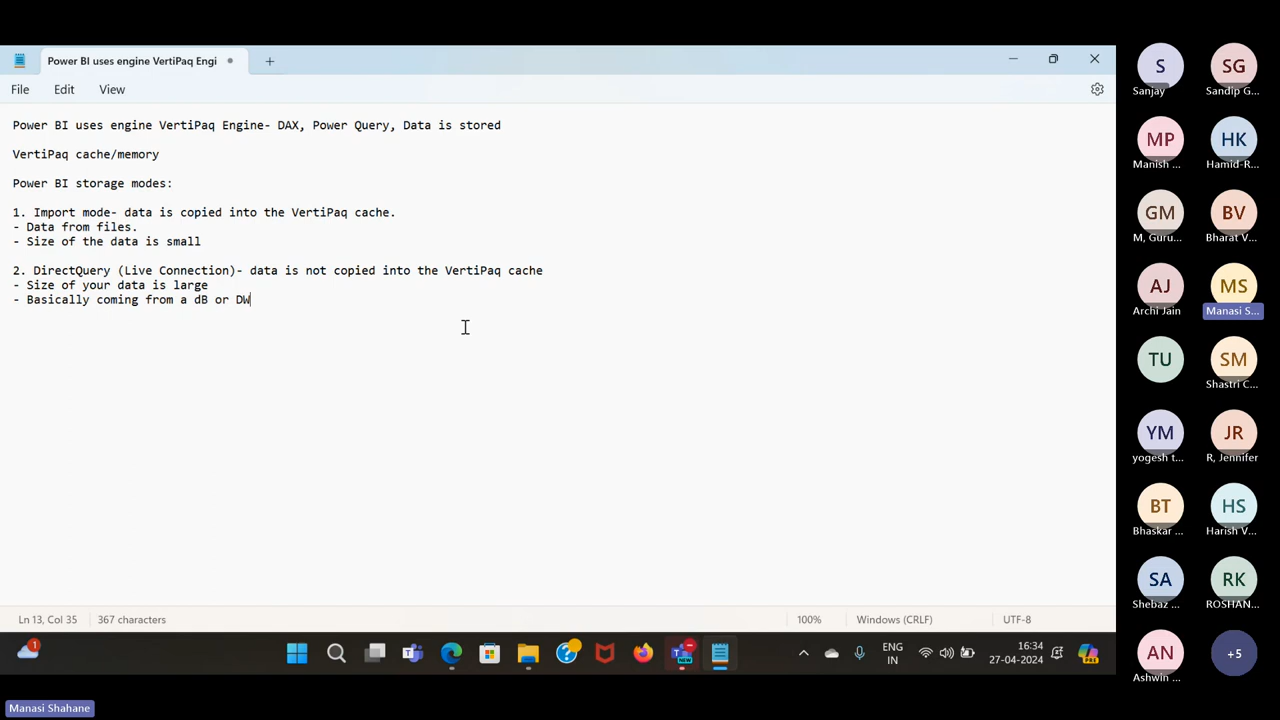 Power BI uses engine VertiPaq Engi
File
Edit
View
Power BI uses engine VertiPaq Engine- DAX, Power Query, Data is stored
VertiPaq cache/memory
Power BI storage modes:
1. Import mode- data is copied into the VertiPaq cache.
- Data from files.
- Size of the data is small
2. DirectQuery (Live Connection)- data is not copied into the VertiPaq cache
- Size of your data is large
- Basically coming from a dB or DW
Ln 13, Col 35
367 characters
100%
Windows (CRLF)
UTF-8
1
NEW
ENG
IN
16:34
27-04-2024
PRE
Manasi Shahane
S
Sanjay
SG
Sandip G...
MP
Manish ...
HK
Hamid-R...
GM
M, Guru...
BV
Bharat V...
AJ
Archi Jain
MS
Manasi S...
TU
SM
Shastri C...
YM
yogesh t...
JR
R, Jennifer
BT
Bhaskar ...
HS
Harish V...
SA
Shebaz ...
RK
ROSHAN...
AN
Ashwin ...
+5